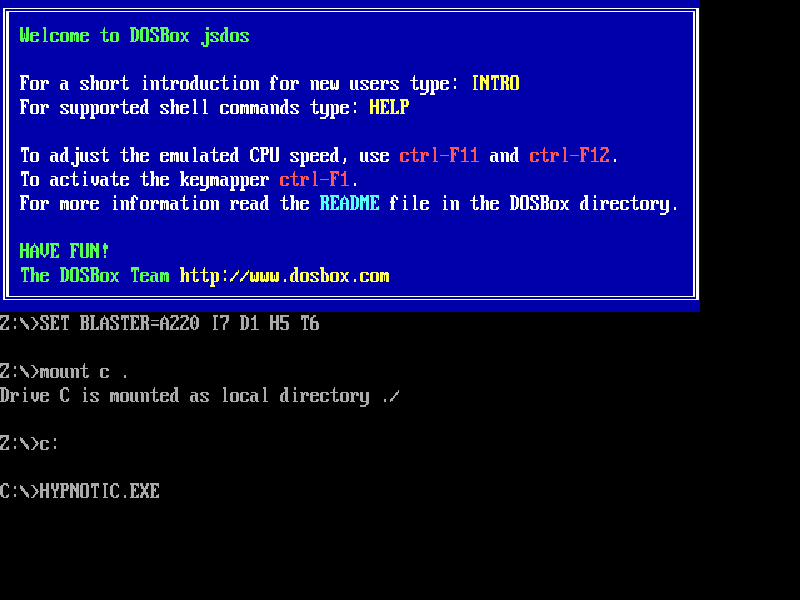 Welcome to DOSBox jsdos
For a short introduction for new users type: INTRO
For supported shell commands type: HELP
To adjust the emulated CPU speed, use ctrl-F11 and ctrl-F12.
To activate the keymapper ctrl-F1.
For more information read the README file in the DOSBox directory.
HAVE FUN!
The DOSBox Team http://www.dosbox.com
Z:\>SET BLASTER=A220 I7 D1 H5 T6
Z:\>mount c .
Drive C is mounted as local directory ./
Z:\>c:
C:\>HYPNOTIC.EXE